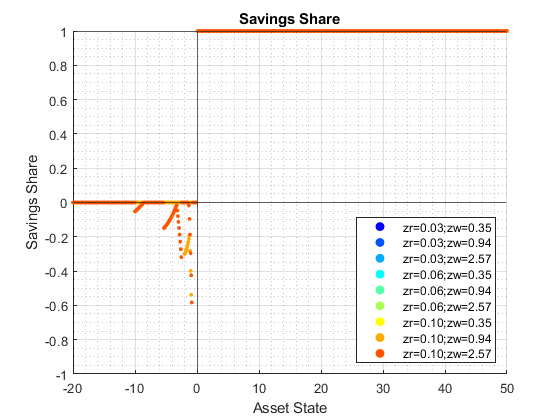 Savings Share
1
0.8
0.6
0.4
0.2
0
-0.2
-0.4
-0.6
-0.8
-1
Savings Share
zr=0.03;zw=0.35
zr=0.03;zw=0.94
zr=0.03;zw=2.57
zr=0.06;zw=0.35
zr=0.06;zw=0.94
zr=0.06;zw=2.57
zr=0.10;zw=0.35
zr=0.10;zw=0.94
zr=0.10;zw=2.57
-20 -10 0 10 20 30 40 50
Asset State